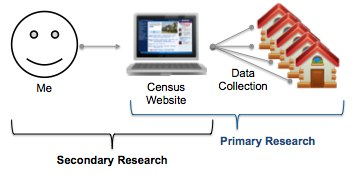 Me
Census
Website
Data
Collection
Primary Research
Secondary Research